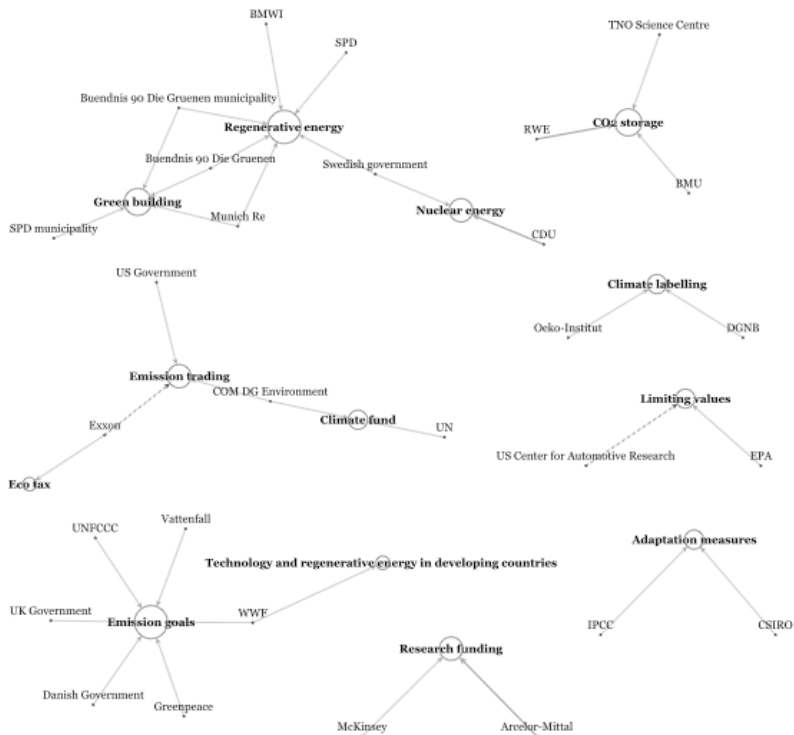 BMWI
TNO Science Centre
SPD
Buendnis 90 Die Gruenen municipality
Regenerative energy
CO2 storage
RWE
Buendnis 90 Die Gruenen
Swedish government
BMU
Green building
Nuclear energy
Munich Re
SPD municipality
CDU
US Government
Climate labelling
Oeko-Institut
DGNB
Emission trading
COM DG Environment
Limiting values
Climate fund
Exxon
UN
US Center for Automotive Research
EPA
Eco tax
Vattenfall
UNFCCC
Adaptation measures
Technology and regenerative energy in developing countries
UK Government
WWF
Emission goals
IPCC
CSIRO
Research funding
Danish Government
Greenpeace
McKinsey
Arcelor-Mittal